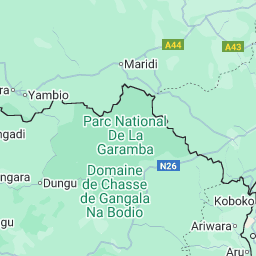 A44
A43
Maridi
Yambio
Parc National
De La
Garamba
ngadi
Domaine
de Chasse
de Gangala
Na Bodio
N26
ngara
Dungu
Koboko
Ariwara
Aru